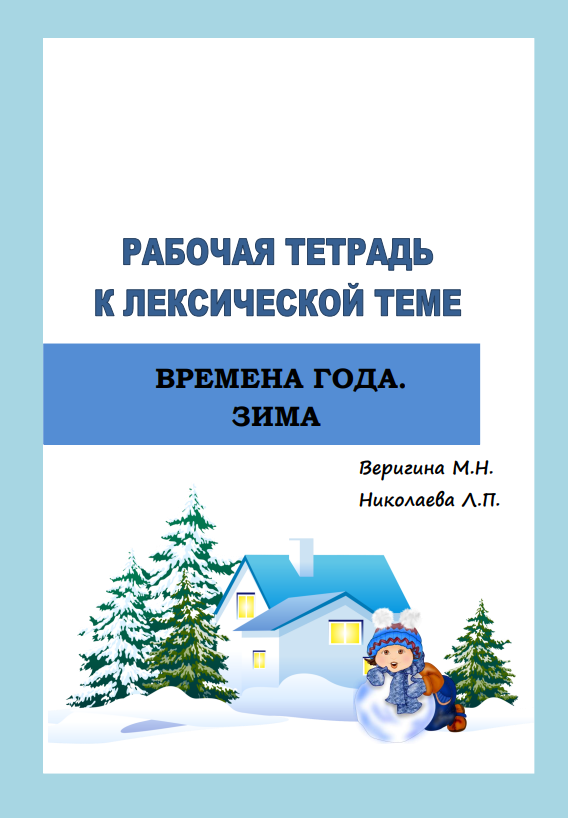 РАБОЧАЯ ТЕТРАДЬ
К ЛЕКСИЧЕСКОЙ ТЕМЕ
ВРЕМЕНА ГОДА.
ЗИМА
Веригина М.Н.
Николаева Л.П.